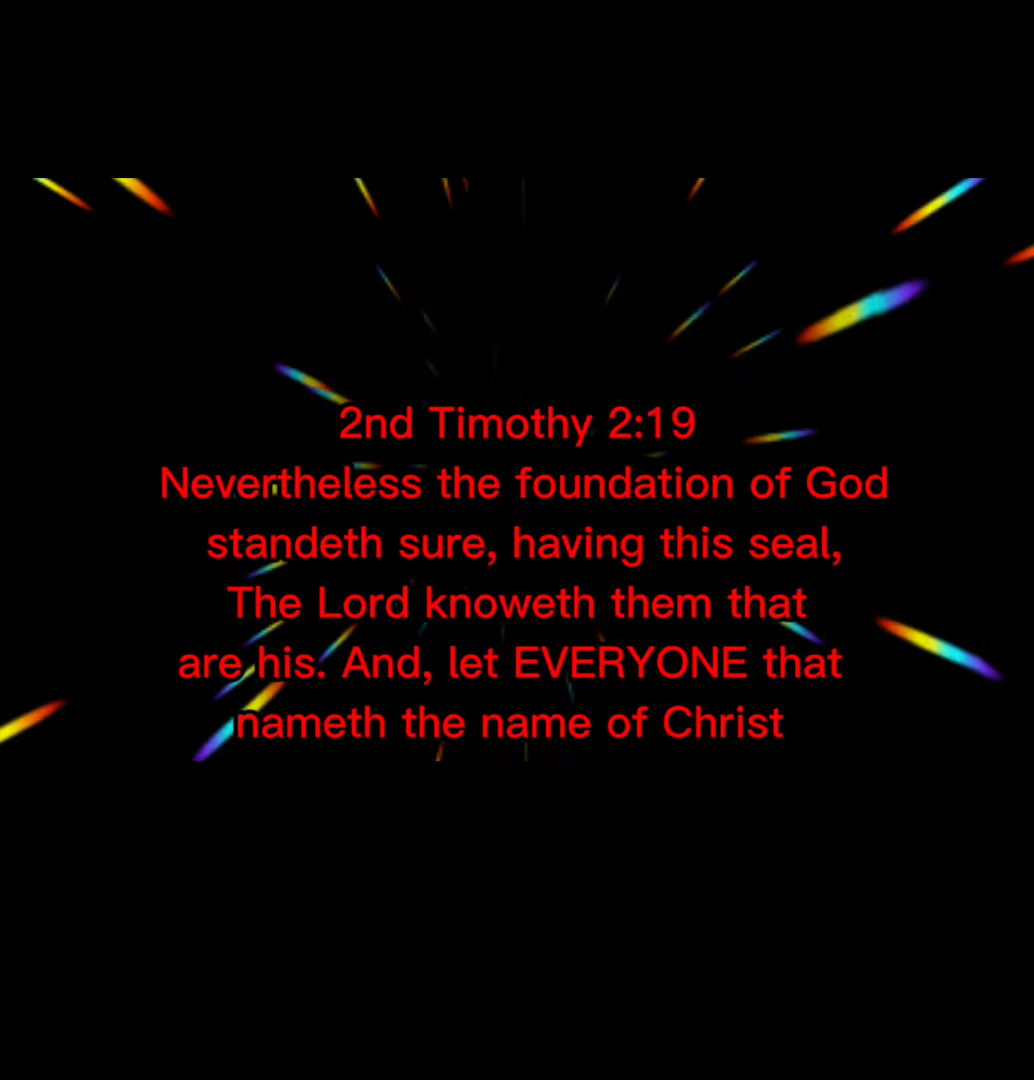 2nd Timothy 2:19
Nevertheless the foundation of God
standeth sure, having this seal,
The Lord knoweth them that
are his. And, let EVERYONE that
nameth the name of Christ